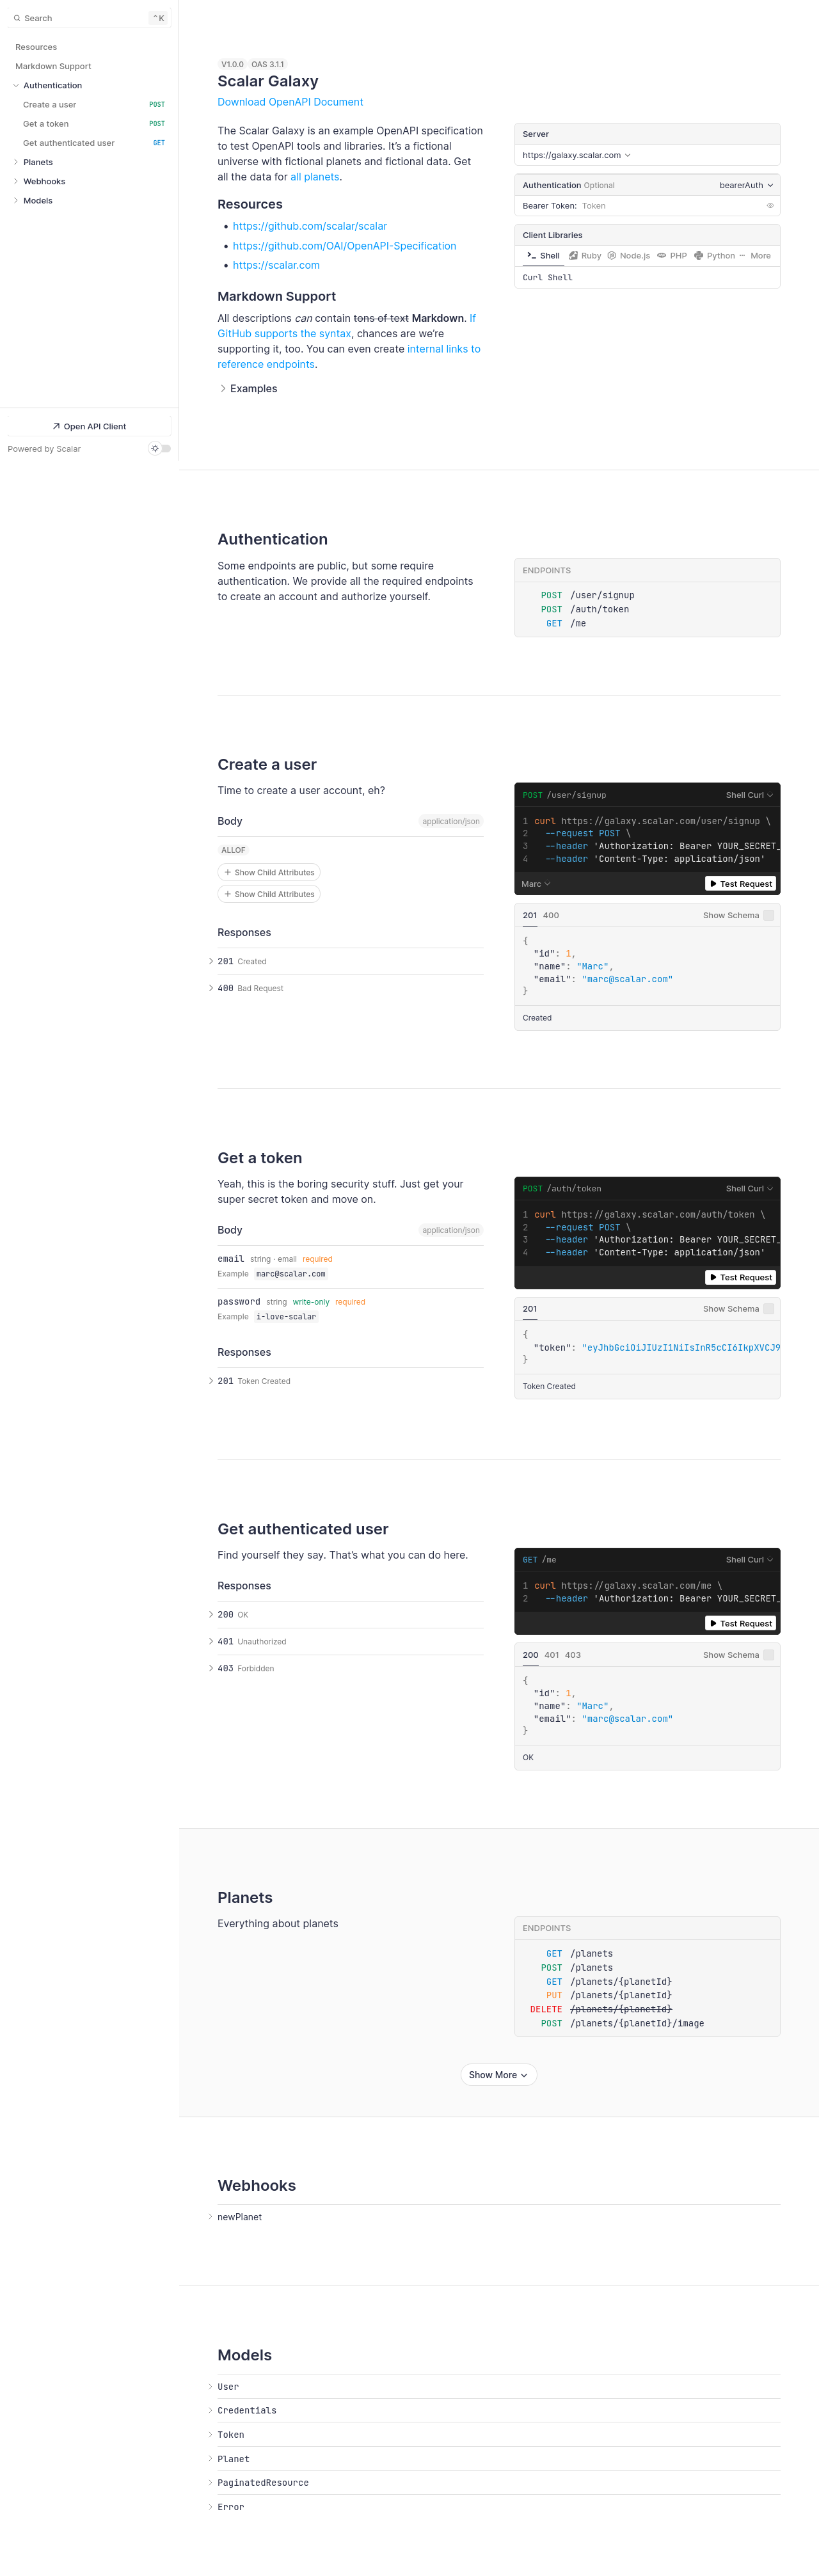 Search
⌃K
Resources
Markdown Support
Authentication
Create a user POST
Get a token POST
Get authenticated user GET
Planets
Webhooks
Models
Open API Client
Powered by Scalar
V1.0.0 OAS 3.1.1
Scalar Galaxy
Download OpenAPI Document
The Scalar Galaxy is an example OpenAPI specification
to test OpenAPI tools and libraries. It's a fictional
universe with fictional planets and fictional data. Get
all the data for all planets.
Resources
• https://github.com/scalar/scalar
• https://github.com/OAI/OpenAPI-Specification
• https://scalar.com
Markdown Support
All descriptions can contain tons of text Markdown. If
GitHub supports the syntax, chances are we're
supporting it, too. You can even create internal links to
reference endpoints.
Examples
Server
https://galaxy.scalar.com
Authentication Optional bearerAuth
Bearer Token: Token
Client Libraries
Shell Ruby Node.js PHP Python More
Curl Shell
Authentication
Some endpoints are public, but some require
authentication. We provide all the required endpoints
to create an account and authorize yourself.
ENDPOINTS
POST /user/signup
POST /auth/token
GET /me
Create a user
Time to create a user account, eh?
Body application/json
ALLOF
Show Child Attributes
Show Child Attributes
Responses
201 Created
400 Bad Request
POST /user/signup Shell Curl
1 curl https://galaxy.scalar.com/user/signup \
2 --request POST \
3 --header 'Authorization: Bearer YOUR_SECRET_
4 --header 'Content-Type: application/json'
Marc Test Request
201 400 Show Schema
{
"id": 1,
"name": "Marc",
"email": "marc@scalar.com"
}
Created
Get a token
Yeah, this is the boring security stuff. Just get your
super secret token and move on.
Body application/json
email string · email required
Example marc@scalar.com
password string write-only required
Example i-love-scalar
Responses
201 Token Created
POST /auth/token Shell Curl
1 curl https://galaxy.scalar.com/auth/token \
2 --request POST \
3 --header 'Authorization: Bearer YOUR_SECRET_
4 --header 'Content-Type: application/json'
Test Request
201 Show Schema
{
"token": "eyJhbGciOiJIUzI1NiIsInR5cCI6IkpXVCJ9
}
Token Created
Get authenticated user
Find yourself they say. That's what you can do here.
Responses
200 OK
401 Unauthorized
403 Forbidden
GET /me Shell Curl
1 curl https://galaxy.scalar.com/me \
2 --header 'Authorization: Bearer YOUR_SECRET_
Test Request
200 401 403 Show Schema
{
"id": 1,
"name": "Marc",
"email": "marc@scalar.com"
}
OK
Planets
Everything about planets
ENDPOINTS
GET /planets
POST /planets
GET /planets/{planetId}
PUT /planets/{planetId}
DELETE /planets/{planetId}
POST /planets/{planetId}/image
Show More
Webhooks
newPlanet
Models
User
Credentials
Token
Planet
PaginatedResource
Error